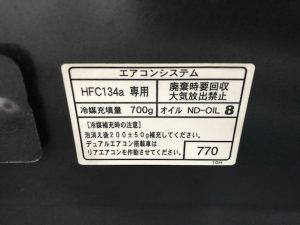 エアコンシステム
HFC134a 専用
廃棄時要回収
大気放出禁止
冷媒充填量 700g
オイル ND-OIL 8
[冷媒補充時の注意]
泡消え後200±50g補充してください。
デュアルエアコン搭載車は
リアエアコンを作動させてください。
770